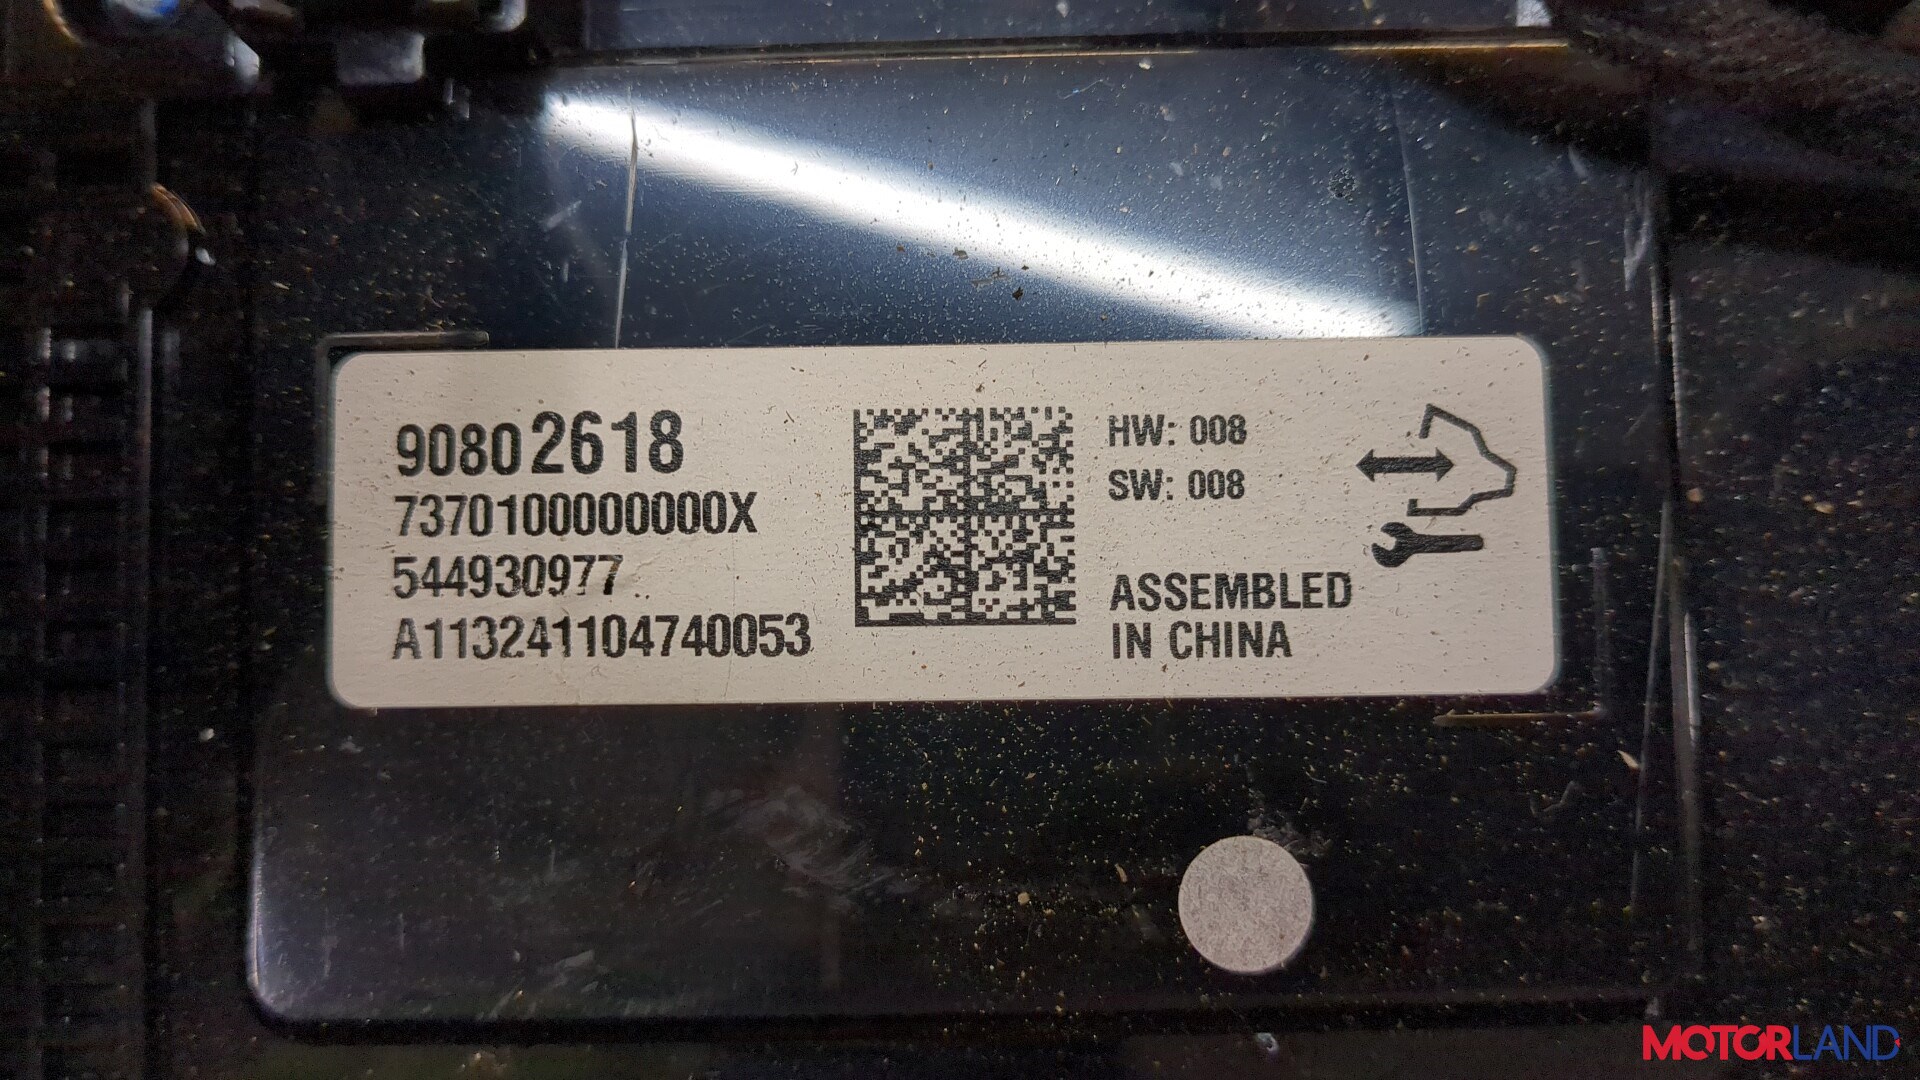 90802618
7370100000000X
544930977
A113241104740053
HW: 008
SW: 008
ASSEMBLED
IN CHINA
MOTORLAND